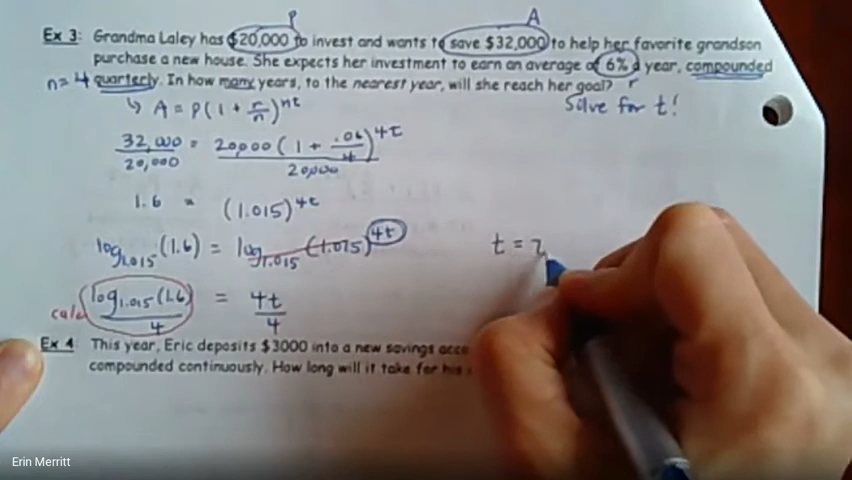 P A
Ex 3: Grandma Laley has $20,000 to invest and wants to save $32,000 to help her favorite grandson
purchase a new house. She expects her investment to earn an average of 6% a year, compounded
n=4 quarterly. In how many years, to the nearest year, will she reach her goal? r
↳ A = P(1 + r/n)^nt Solve for t!
32,000/20,000 = 20,000(1 + .06/4)^4t/20,000
1.6 = (1.015)^4t
log1.015(1.6) = log1.015(1.015)^4t t =
calc log1.015(1.6)/4 = 4t/4
Ex 4: This year, Eric deposits $3000 into a new savings
compounded continuously. How long will it take for his
Erin Merritt